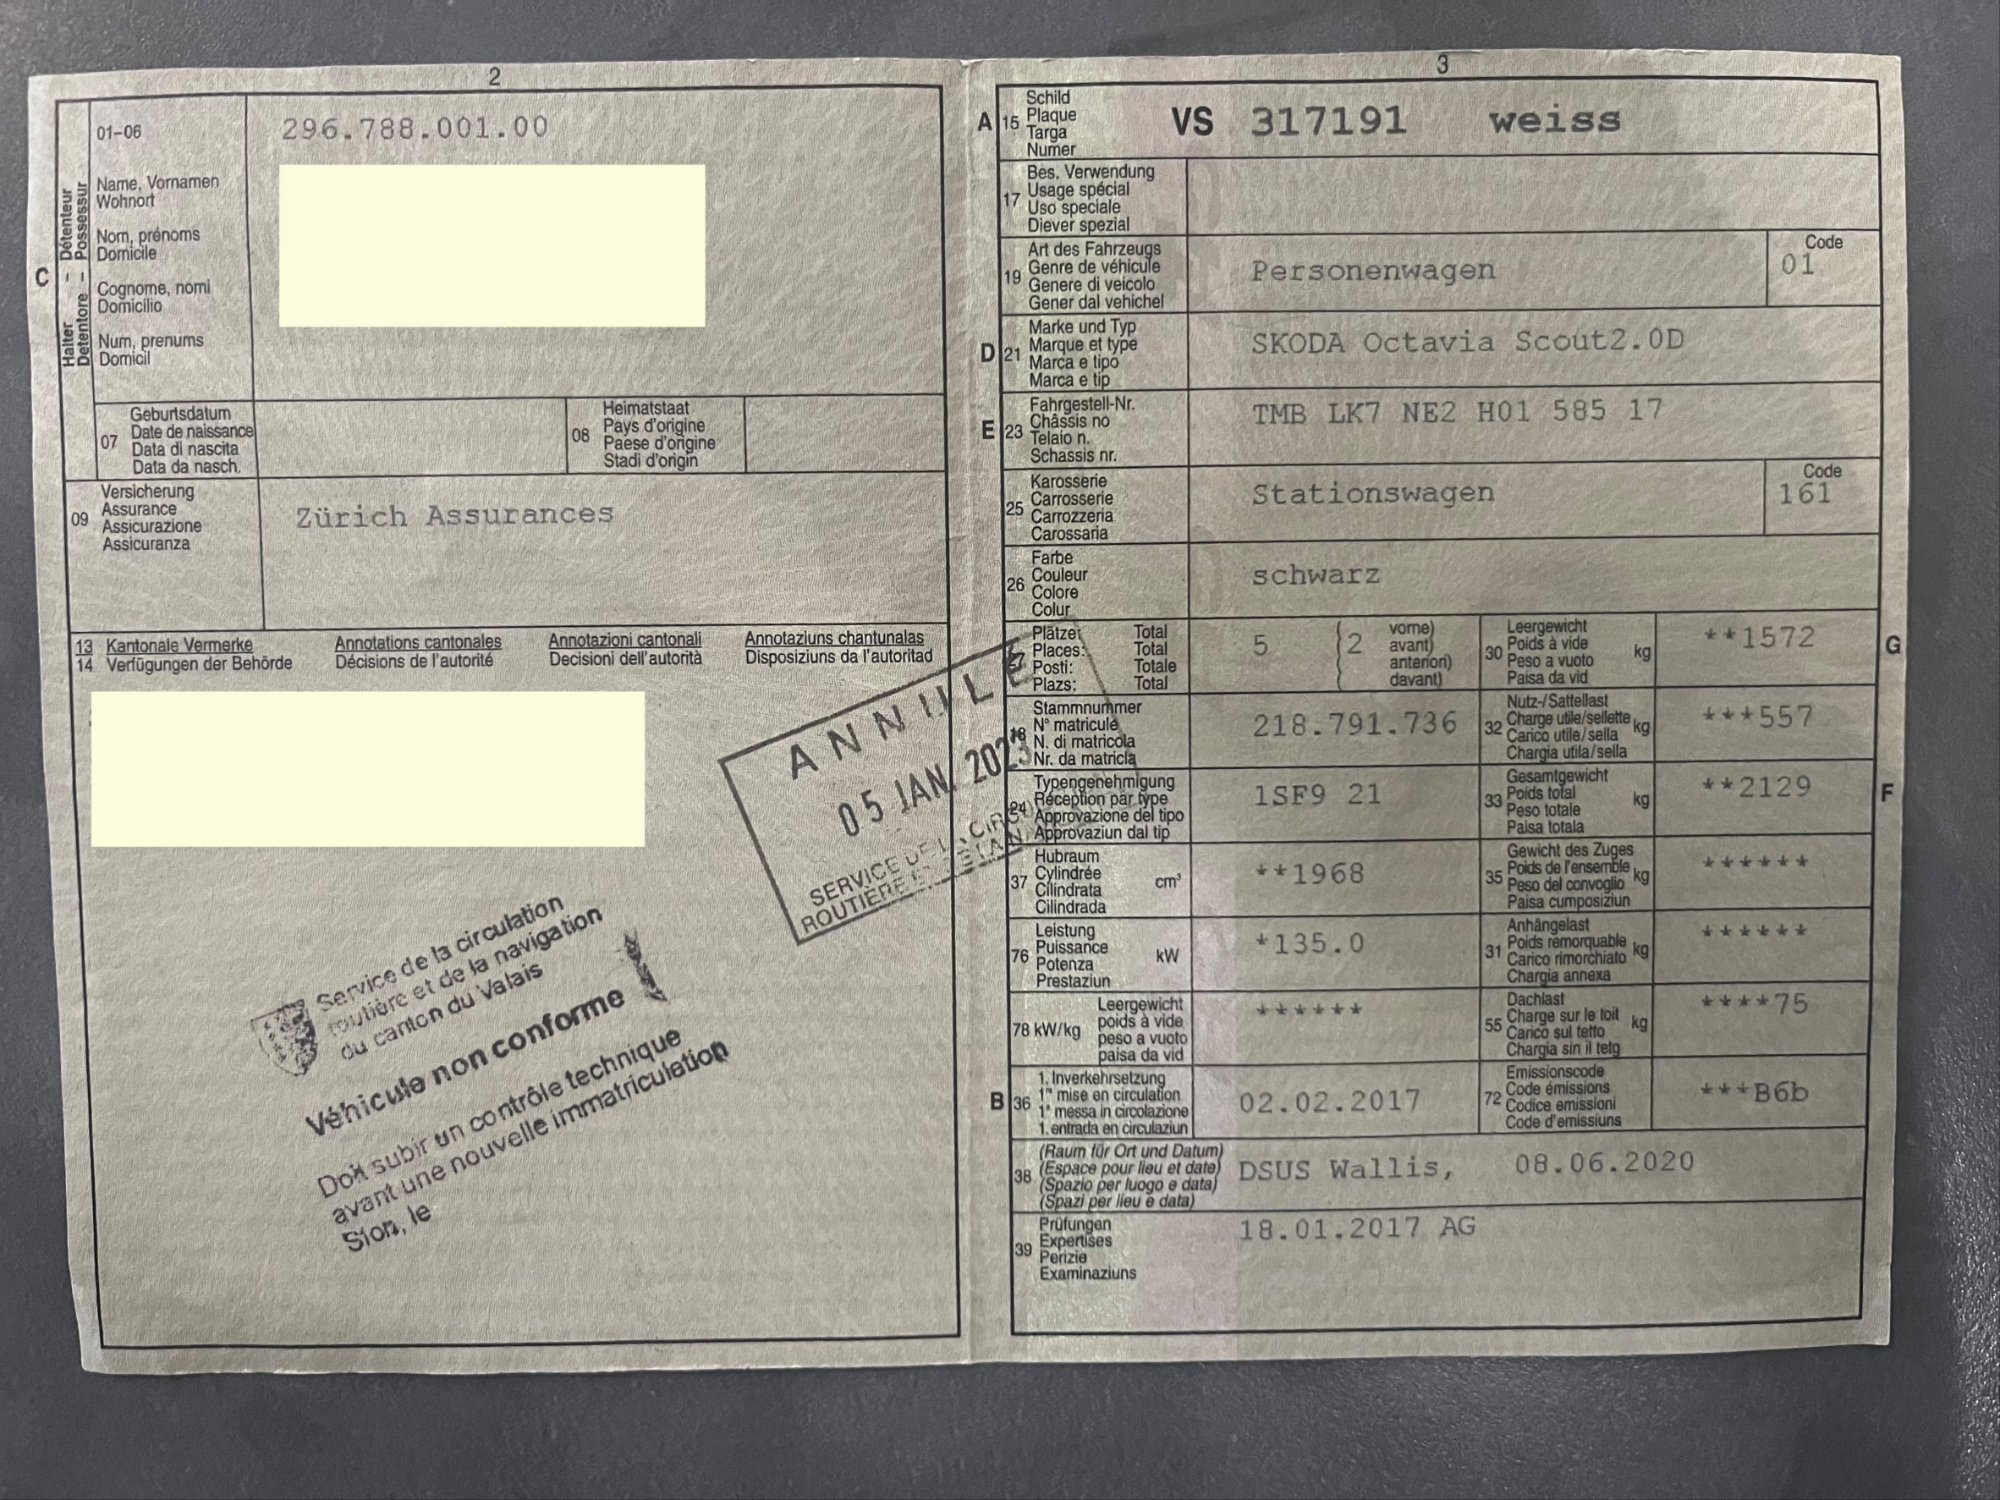 2
01-06
296.788.001.00
Halter – Détenteur
Detentore – Possessur
C
Name, Vornamen
Wohnort
Nom, prénoms
Domicile
Cognome, nomi
Domicilio
Num, prenums
Domicil
07
Geburtsdatum
Date de naissance
Data di nascita
Data da nasch.
08
Heimatstaat
Pays d'origine
Paese d'origine
Stadi d'origin
09
Versicherung
Assurance
Assicurazione
Assicuranza
Zürich Assurances
13 Kantonale Vermerke Annotations cantonales Annotazioni cantonali Annotaziuns chantunalas
14 Verfügungen der Behörde Décisions de l'autorité Decisioni dell'autorità Disposiziuns da l'autoritad
ANNULÉ
05 JAN. 2023
SERVICE DE LA CIRCULATION
ROUTIÈRE ET DE LA
Service de la circulation
routière et de la navigation
du canton du Valais
Véhicule non conforme
Doit subir un contrôle technique
avant une nouvelle immatriculation
Sion, le
3
A 15
Schild
Plaque
Targa
Numer
VS 317191 weiss
17
Bes. Verwendung
Usage spécial
Uso speciale
Diever spezial
19
Art des Fahrzeugs
Genre de véhicule
Genere di veicolo
Gener dal vehichel
Personenwagen
Code
01
D 21
Marke und Typ
Marque et type
Marca e tipo
Marca e tip
SKODA Octavia Scout2.0D
E 23
Fahrgestell-Nr.
Châssis no
Telaio n.
Schassis nr.
TMB LK7 NE2 H01 585 17
25
Karosserie
Carrosserie
Carrozzeria
Carossaria
Stationswagen
Code
161
26
Farbe
Couleur
Colore
Colur
schwarz
27
Plätze: Total
Places: Total
Posti: Totale
Plazs: Total
5 (2
vorne)
avant)
anteriori)
davant)
30
Leergewicht
Poids à vide
Peso a vuoto
Paisa da vid
kg
**1572
G
18
Stammnummer
N° matricule
N. di matricola
Nr. da matricla
218.791.736
32
Nutz-/Sattellast
Charge utile/sellette
Carico utile/sella
Chargia utila/sella
kg
***557
24
Typengenehmigung
Réception par type
Approvazione del tipo
Approvaziun dal tip
1SF9 21
33
Gesamtgewicht
Poids total
Peso totale
Paisa totala
kg
**2129
F
37
Hubraum
Cylindrée
Cilindrata
Cilindrada
cm³
**1968
35
Gewicht des Zuges
Poids de l'ensemble
Peso del convoglio
Paisa cumposiziun
kg
******
76
Leistung
Puissance
Potenza
Prestaziun
kW
*135.0
31
Anhängelast
Poids remorquable
Carico rimorchiato
Chargia annexa
kg
******
78 kW/kg
Leergewicht
poids à vide
peso a vuoto
paisa da vid
******
55
Dachlast
Charge sur le toit
Carico sul tetto
Chargia sin il tetg
kg
****75
B 36
1. Inverkehrsetzung
1re mise en circulation
1a messa in circolazione
1. entrada en circulaziun
02.02.2017
72
Emissionscode
Code émissions
Codice emissioni
Code d'emissiuns
***B6b
38
(Raum für Ort und Datum)
(Espace pour lieu et date)
(Spazio per luogo e data)
(Spazi per lieu e data)
DSUS Wallis, 08.06.2020
39
Prüfungen
Expertises
Perizie
Examinaziuns
18.01.2017 AG